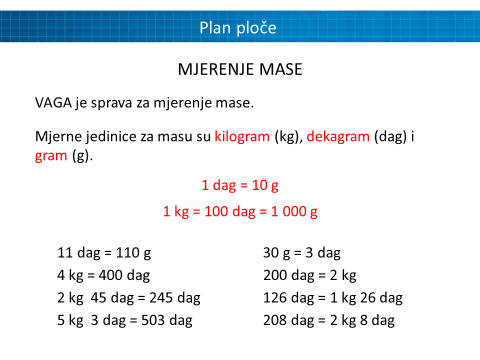 Plan ploče
MJERENJE MASE
VAGA je sprava za mjerenje mase.
Mjerne jedinice za masu su kilogram (kg), dekagram (dag) i
gram (g).
1 dag = 10 g
1 kg = 100 dag = 1 000 g
11 dag = 110 g
4 kg = 400 dag
2 kg 45 dag = 245 dag
5 kg 3 dag = 503 dag
30 g = 3 dag
200 dag = 2 kg
126 dag = 1 kg 26 dag
208 dag = 2 kg 8 dag